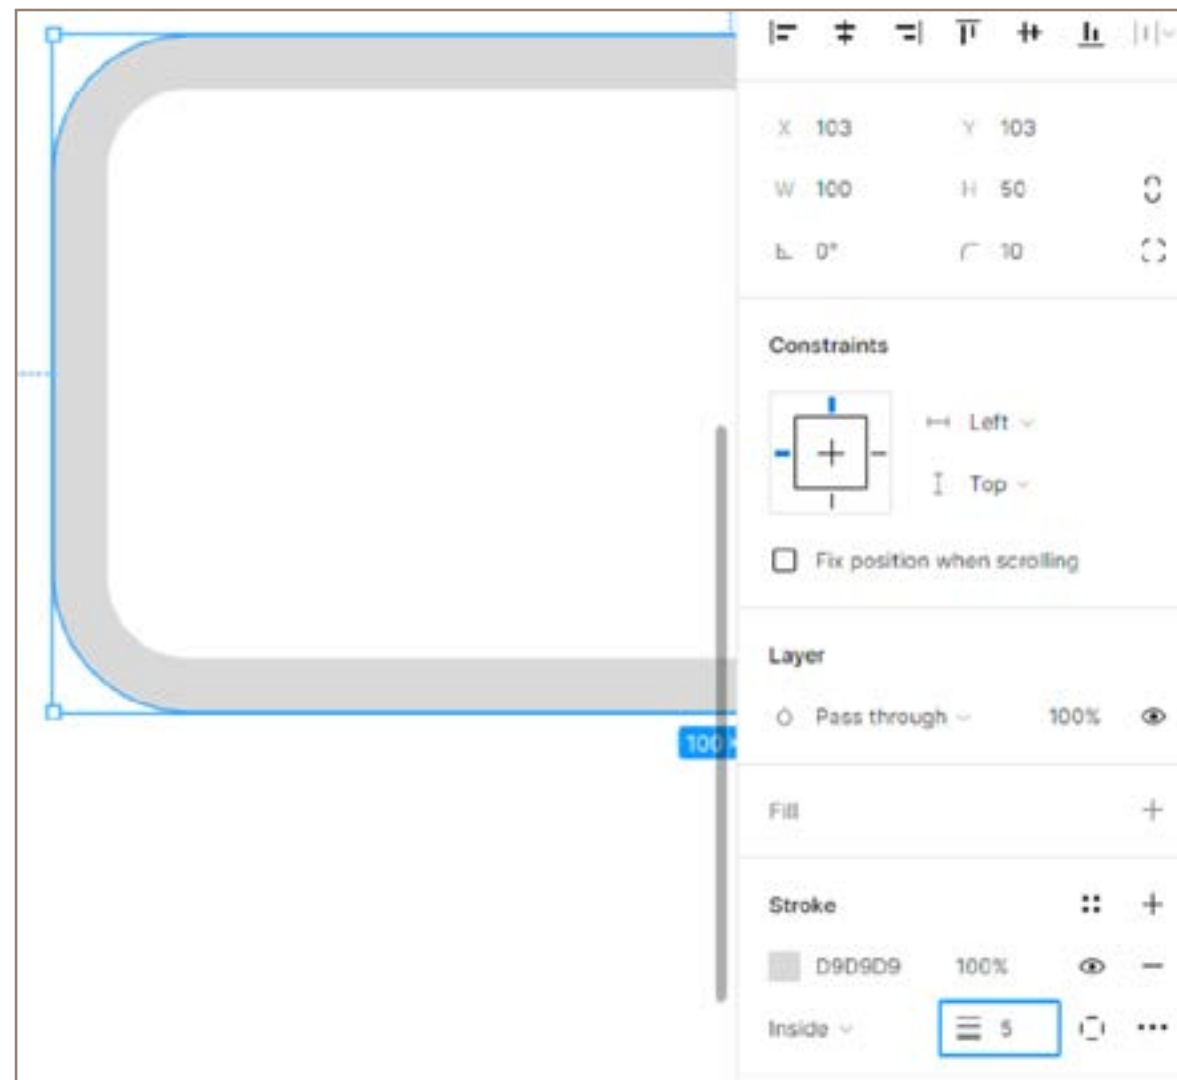 X 103 Y 103
W 100 H 50
0° 10
Constraints
Left
Top
Fix position when scrolling
Layer
Pass through 100%
100
Fill
Stroke
D9D9D9 100%
Inside 5